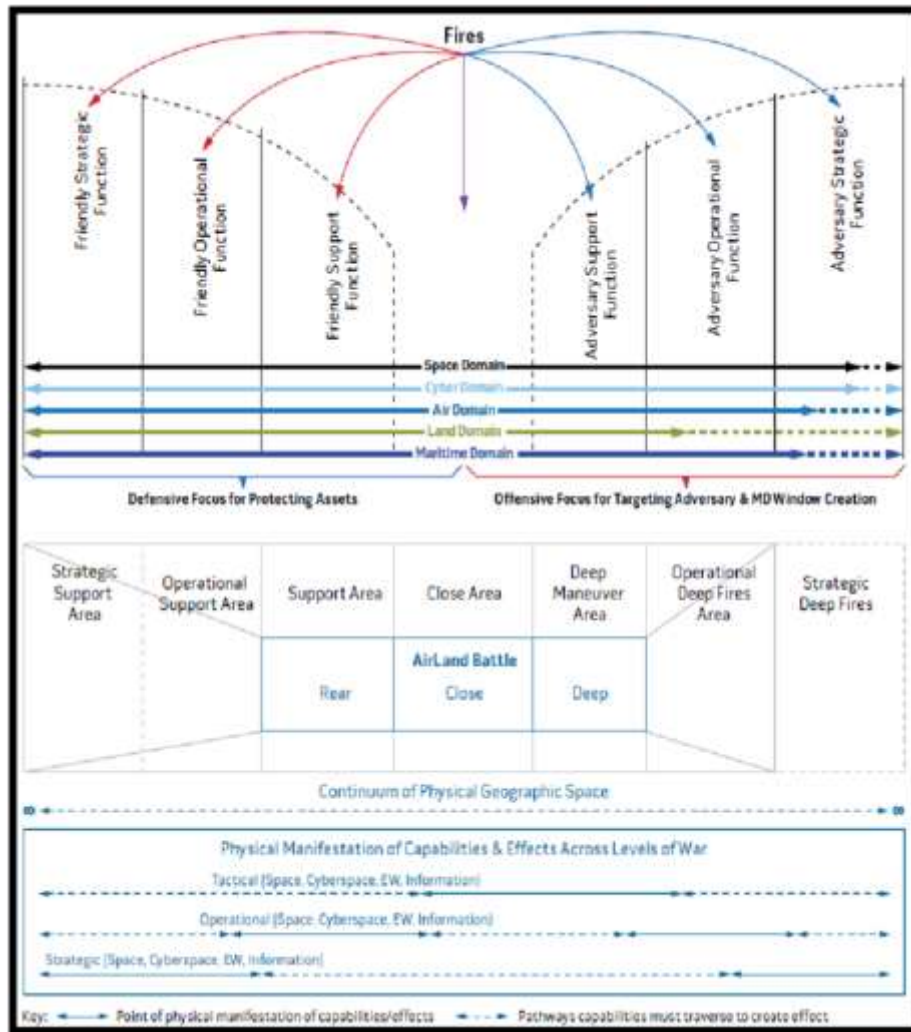 Fires
Friendly Strategic
Function
Friendly Operational
Function
Friendly Support
Function
Adversary Support
Function
Adversary Operational
Function
Adversary Strategic
Function
Space Domain
Cyber Domain
Air Domain
Land Domain
Maritime Domain
Defensive Focus for Protecting Assets
Offensive Focus for Targeting Adversary & MD Window Creation
Strategic
Support
Area
Operational
Support Area
Support Area
Close Area
Deep
Maneuver
Area
Operational
Deep Fires
Area
Strategic
Deep Fires
AirLand Battle
Rear
Close
Deep
Continuum of Physical Geographic Space
∞ ∞
Physical Manifestation of Capabilities & Effects Across Levels of War
Tactical (Space, Cyberspace, EW, Information)
Operational (Space, Cyberspace, EW, Information)
Strategic (Space, Cyberspace, EW, Information)
Key: Point of physical manifestation of capabilities/effects Pathways capabilities must traverse to create effect